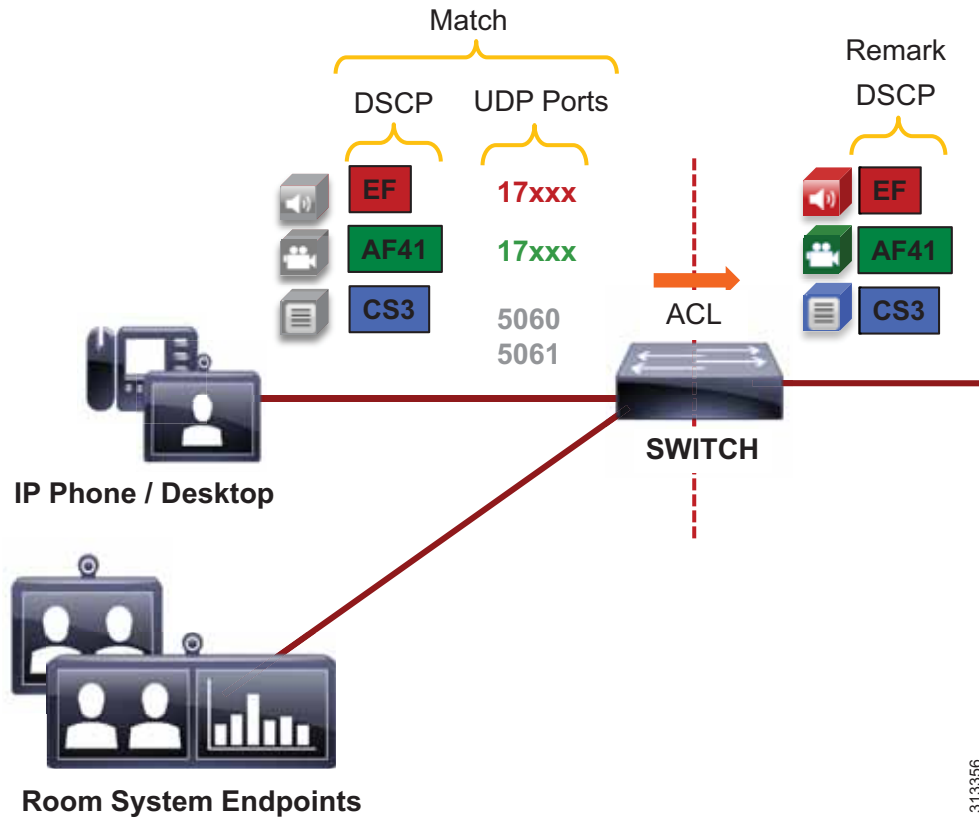 Match
Remark
DSCP
UDP Ports
DSCP
EF
17xxx
EF
AF41
17xxx
AF41
CS3
5060
5061
ACL
CS3
SWITCH
IP Phone / Desktop
Room System Endpoints
313356